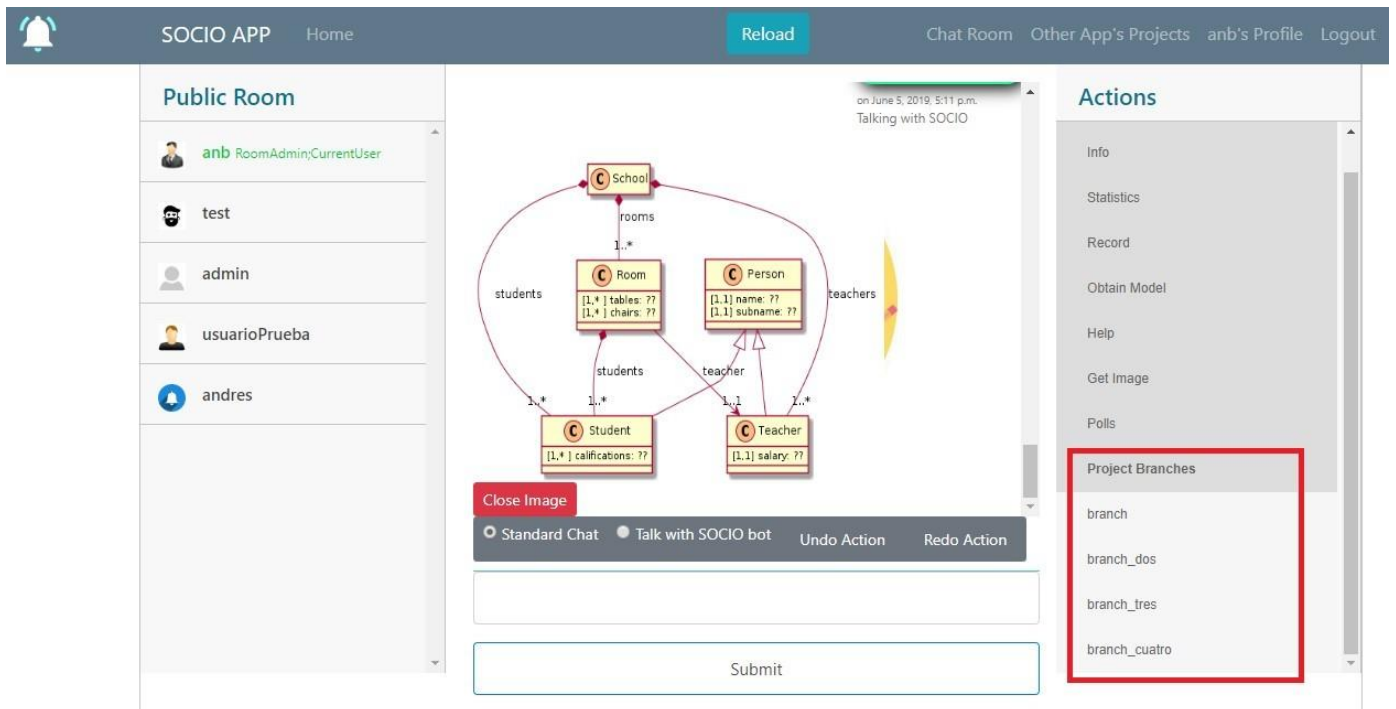 SOCIO APP Home Reload Chat Room Other App's Projects anb's Profile Logout
Public Room
anb RoomAdmin;CurrentUser
test
admin
usuarioPrueba
andres
on June 5, 2019, 5:11 p.m.
Talking with SOCIO
C School
rooms
1..*
C Room
[1,* ] tables: ??
[1,* ] chairs: ??
C Person
[1,1] name: ??
[1,1] subname: ??
students
teachers
students
teacher
1..*
1..*
1..1
1..*
C Student
[1,* ] califications: ??
C Teacher
[1,1] salary: ??
Close Image
Standard Chat Talk with SOCIO bot Undo Action Redo Action
Submit
Actions
Info
Statistics
Record
Obtain Model
Help
Get Image
Polls
Project Branches
branch
branch_dos
branch_tres
branch_cuatro